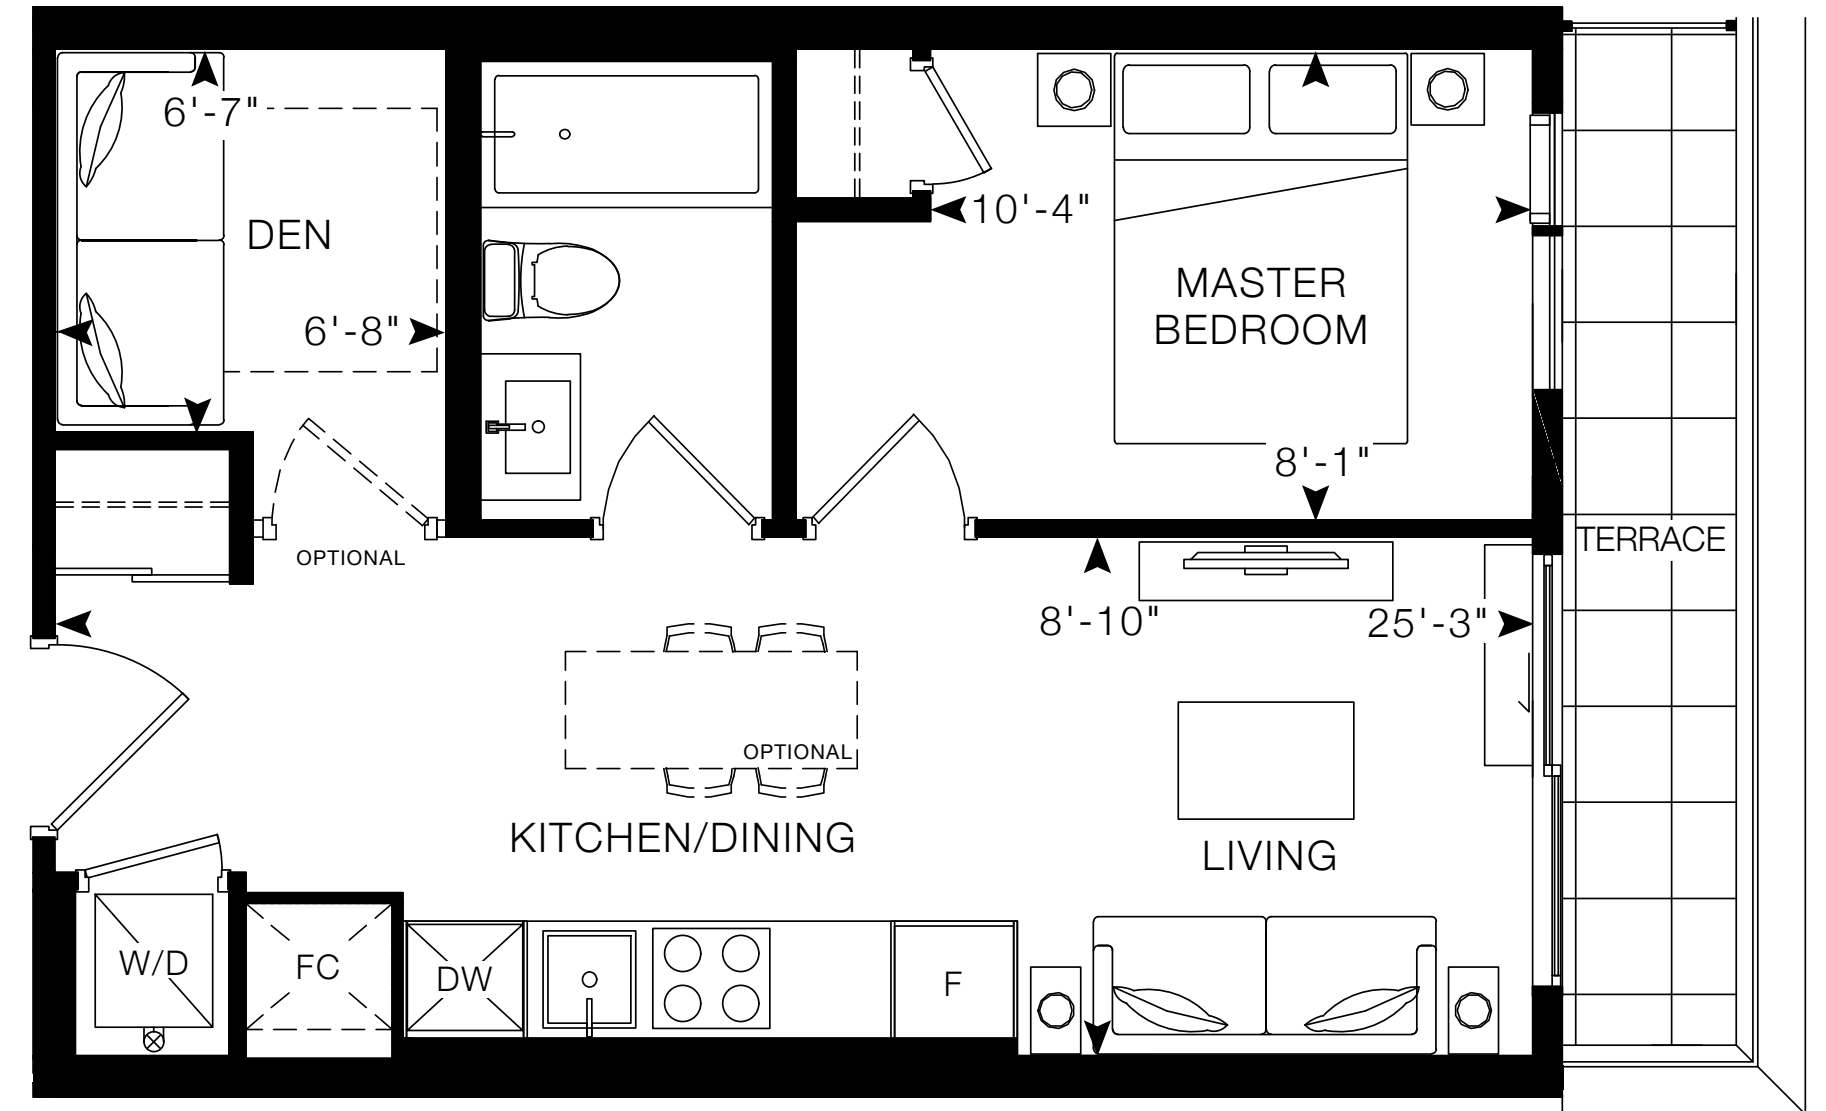 6'-7"
DEN
6'-8"
OPTIONAL
10'-4"
MASTER
BEDROOM
8'-1"
TERRACE
8'-10"
25'-3"
OPTIONAL
KITCHEN/DINING
LIVING
W/D
FC
DW
F